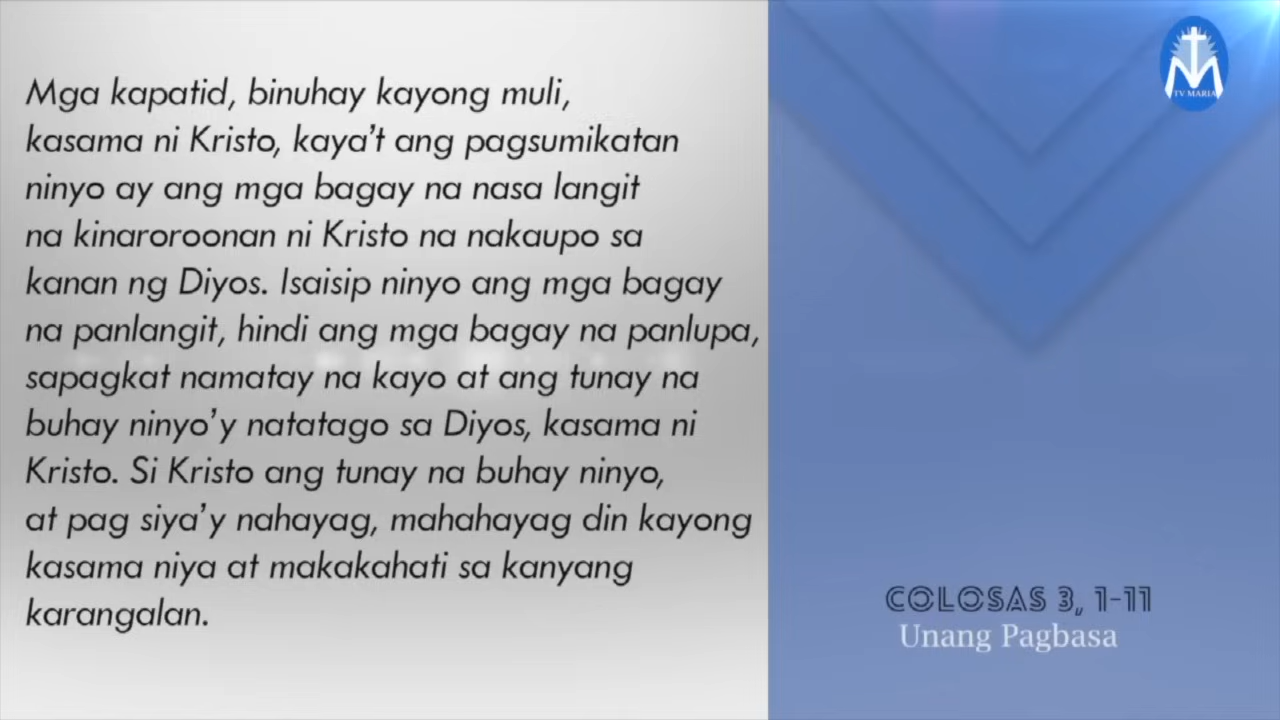 Mga kapatid, binuhay kayong muli,
kasama ni Kristo, kaya't ang pagsumikatan
ninyo ay ang mga bagay na nasa langit
na kinaroroonan ni Kristo na nakaupo sa
kanan ng Diyos. Isaisip ninyo ang mga bagay
na panlangit, hindi ang mga bagay na panlupa,
sapagkat namatay na kayo at ang tunay na
buhay ninyo'y natatago sa Diyos, kasama ni
Kristo. Si Kristo ang tunay na buhay ninyo,
at pag siya'y nahayag, mahahayag din kayong
kasama niya at makakahati sa kanyang
karangalan.
TV MARIA
COLOSAS 3, 1-11
Unang Pagbasa